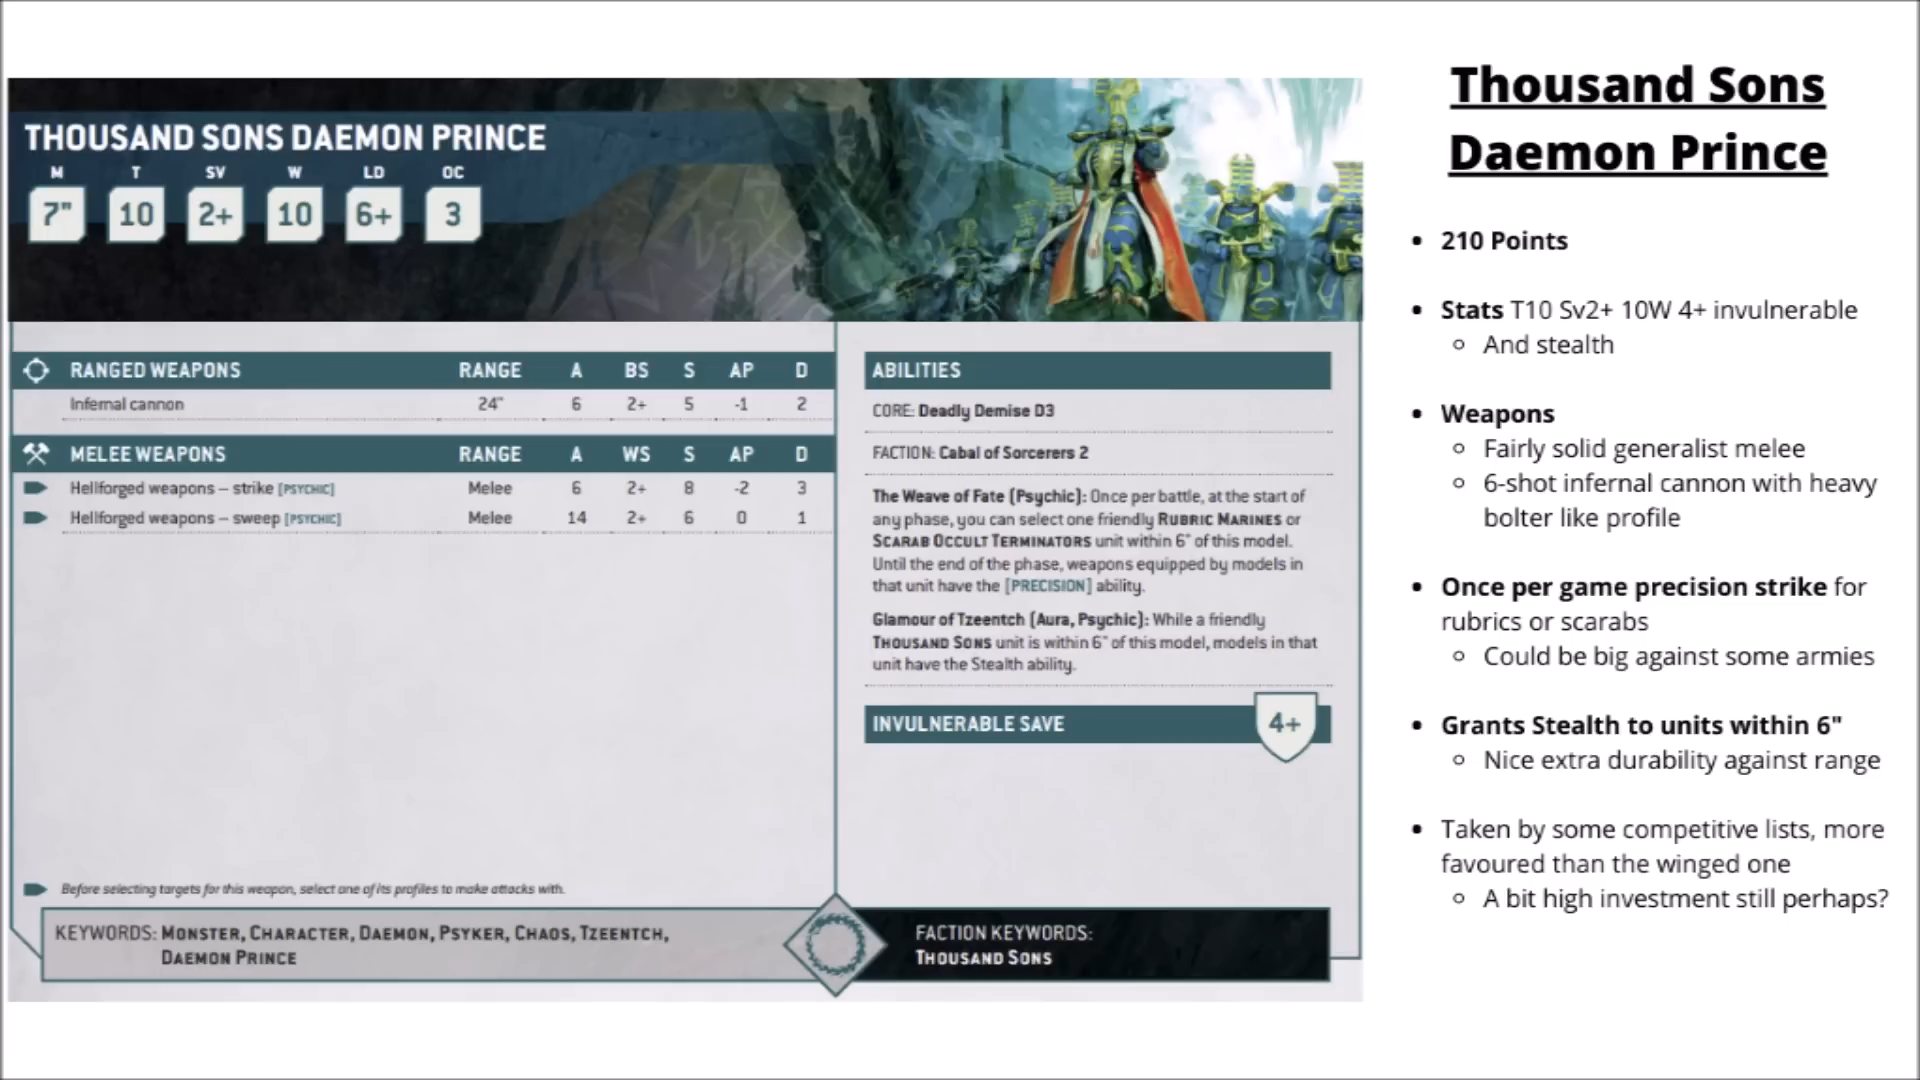 THOUSAND SONS DAEMON PRINCE
M T SV W LD OC
7" 10 2+ 10 6+ 3
RANGED WEAPONS RANGE A BS S AP D
Infernal cannon 24" 6 2+ 5 -1 2
MELEE WEAPONS RANGE A WS S AP D
Hellforged weapons – strike [PSYCHIC] Melee 6 2+ 8 -2 3
Hellforged weapons – sweep [PSYCHIC] Melee 14 2+ 6 0 1
Before selecting targets for this weapon, select one of its profiles to make attacks with.
KEYWORDS: MONSTER, CHARACTER, DAEMON, PSYKER, CHAOS, TZEENTCH,
DAEMON PRINCE
ABILITIES
CORE: Deadly Demise D3
FACTION: Cabal of Sorcerers 2
The Weave of Fate (Psychic): Once per battle, at the start of
any phase, you can select one friendly RUBRIC MARINES or
SCARAB OCCULT TERMINATORS unit within 6" of this model.
Until the end of the phase, weapons equipped by models in
that unit have the [PRECISION] ability.
Glamour of Tzeentch (Aura, Psychic): While a friendly
THOUSAND SONS unit is within 6" of this model, models in that
unit have the Stealth ability.
INVULNERABLE SAVE 4+
FACTION KEYWORDS:
THOUSAND SONS
Thousand Sons
Daemon Prince
• 210 Points
• Stats T10 Sv2+ 10W 4+ invulnerable
◦ And stealth
• Weapons
◦ Fairly solid generalist melee
◦ 6-shot infernal cannon with heavy
bolter like profile
• Once per game precision strike for
rubrics or scarabs
◦ Could be big against some armies
• Grants Stealth to units within 6"
◦ Nice extra durability against range
• Taken by some competitive lists, more
favoured than the winged one
◦ A bit high investment still perhaps?